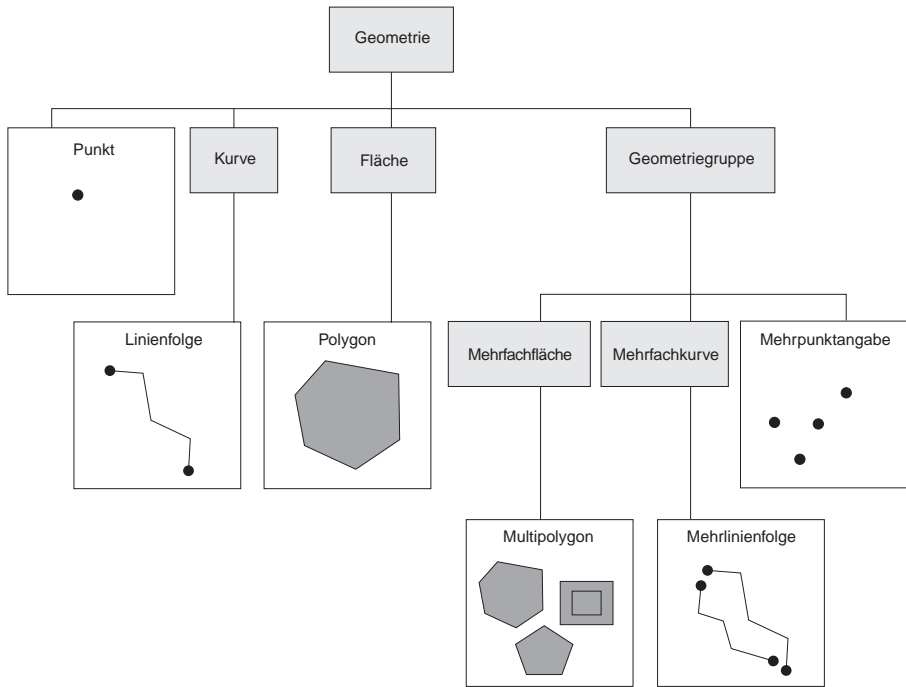 Geometrie
Punkt
Kurve
Fläche
Geometriegruppe
Linienfolge
Polygon
Mehrfachfläche
Mehrfachkurve
Mehrpunktangabe
Multipolygon
Mehrlinienfolge